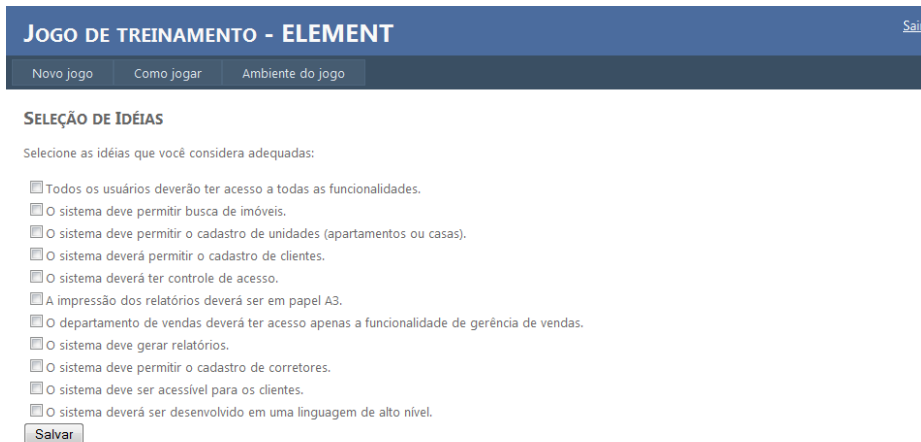 JOGO DE TREINAMENTO - ELEMENT
Sair
Novo jogo Como jogar Ambiente do jogo
SELEÇÃO DE IDÉIAS
Selecione as idéias que você considera adequadas:
Todos os usuários deverão ter acesso a todas as funcionalidades.
O sistema deve permitir busca de imóveis.
O sistema deve permitir o cadastro de unidades (apartamentos ou casas).
O sistema deverá permitir o cadastro de clientes.
O sistema deverá ter controle de acesso.
A impressão dos relatórios deverá ser em papel A3.
O departamento de vendas deverá ter acesso apenas a funcionalidade de gerência de vendas.
O sistema deve gerar relatórios.
O sistema deve permitir o cadastro de corretores.
O sistema deve ser acessível para os clientes.
O sistema deverá ser desenvolvido em uma linguagem de alto nível.
Salvar